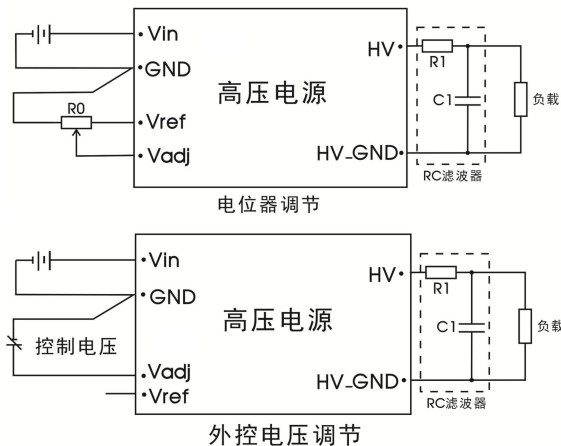 Vin
GND
R0
Vref
Vadj
高压电源
HV
HV_GND
R1
C1
负载
RC滤波器
电位器调节
Vin
GND
控制电压
Vadj
Vref
高压电源
HV
HV_GND
R1
C1
负载
RC滤波器
外控电压调节